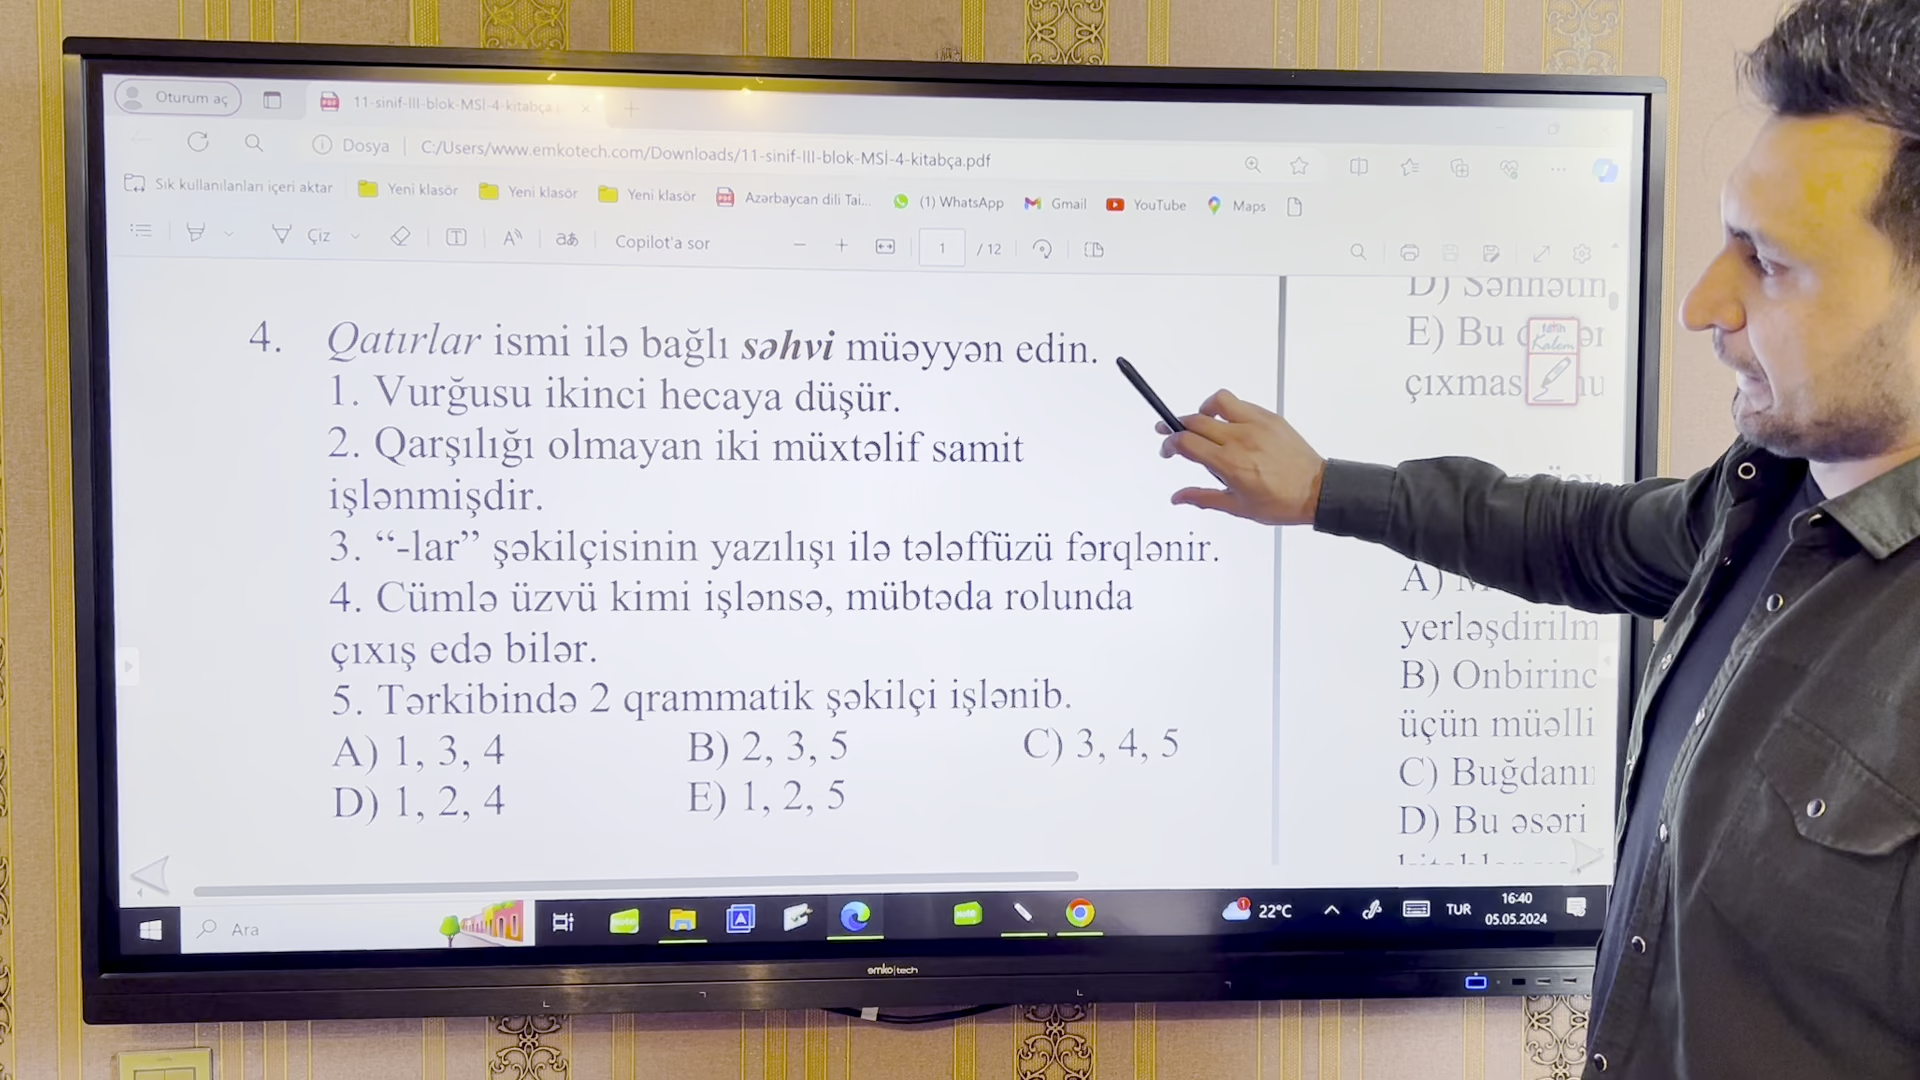 Oturum aç
11-sinif-III-blok-MSİ-4-kitabça
Dosya
C:/Users/www.emkotech.com/Downloads/11-sinif-III-blok-MSİ-4-kitabça.pdf
Sık kullanılanları içeri aktar
Yeni klasör
Yeni klasör
Yeni klasör
Azərbaycan dili Tai...
(1) WhatsApp
Gmail
YouTube
Maps
Çiz
Copilot'a sor
1 / 12
4. Qatırlar ismi ilə bağlı səhvi müəyyən edin.
1. Vurğusu ikinci hecaya düşür.
2. Qarşılığı olmayan iki müxtəlif samit
işlənmişdir.
3. “-lar” şəkilçisinin yazılışı ilə tələffüzü fərqlənir.
4. Cümlə üzvü kimi işlənsə, mübtəda rolunda
çıxış edə bilər.
5. Tərkibində 2 qrammatik şəkilçi işlənib.
A) 1, 3, 4 B) 2, 3, 5 C) 3, 4, 5
D) 1, 2, 4 E) 1, 2, 5
E) Bu
çıxmas
fatih
Kalem
A)
yerləşdirilm
B) Onbirinc
üçün müəlli
C) Buğdanı
D) Bu əsəri
Ara
22°C
TUR
16:40
05.05.2024
emko|tech